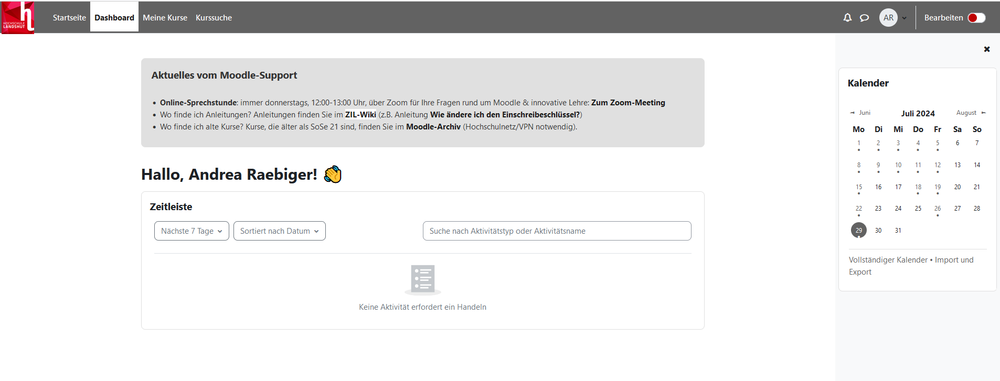 HOCHSCHULE
LANDSHUT
Startseite Dashboard Meine Kurse Kurssuche
AR
Bearbeiten
Aktuelles vom Moodle-Support
• Online-Sprechstunde: immer donnerstags, 12:00-13:00 Uhr, über Zoom für Ihre Fragen rund um Moodle & innovative Lehre: Zum Zoom-Meeting
• Wo finde ich Anleitungen? Anleitungen finden Sie im ZIL-Wiki (z.B. Anleitung Wie ändere ich den Einschreibeschlüssel?)
• Wo finde ich alte Kurse? Kurse, die älter als SoSe 21 sind, finden Sie im Moodle-Archiv (Hochschulnetz/VPN notwendig).
Hallo, Andrea Raebiger! 👋
Zeitleiste
Nächste 7 Tage Sortiert nach Datum Suche nach Aktivitätstyp oder Aktivitätsname
Keine Aktivität erfordert ein Handeln
Kalender
◄ Juni Juli 2024 August ►
Mo Di Mi Do Fr Sa So
1 2 3 4 5 6 7
8 9 10 11 12 13 14
15 16 17 18 19 20 21
22 23 24 25 26 27 28
29 30 31
Vollständiger Kalender • Import und
Export